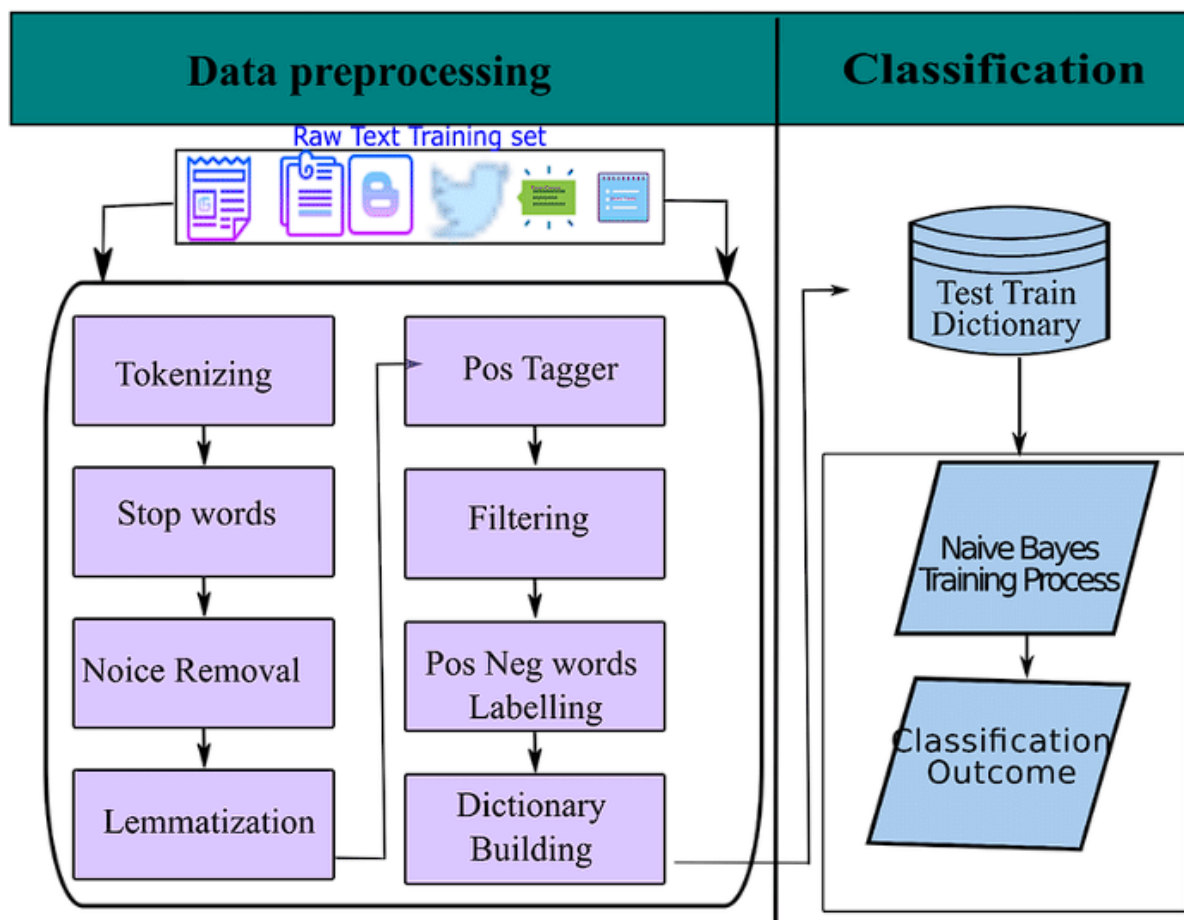 Data preprocessing
Classification
Raw Text Training set
Tokenizing
Stop words
Noice Removal
Lemmatization
Pos Tagger
Filtering
Pos Neg words
Labelling
Dictionary
Building
Test Train
Dictionary
Naive Bayes
Training Process
Classification
Outcome